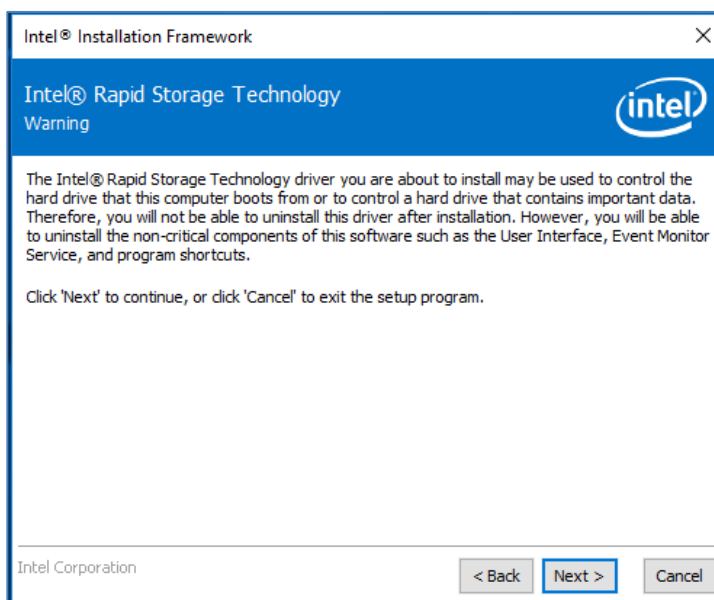 Intel® Installation Framework
Intel® Rapid Storage Technology
Warning
intel
The Intel® Rapid Storage Technology driver you are about to install may be used to control the
hard drive that this computer boots from or to control a hard drive that contains important data.
Therefore, you will not be able to uninstall this driver after installation. However, you will be able
to uninstall the non-critical components of this software such as the User Interface, Event Monitor
Service, and program shortcuts.
Click 'Next' to continue, or click 'Cancel' to exit the setup program.
Intel Corporation
< Back Next > Cancel